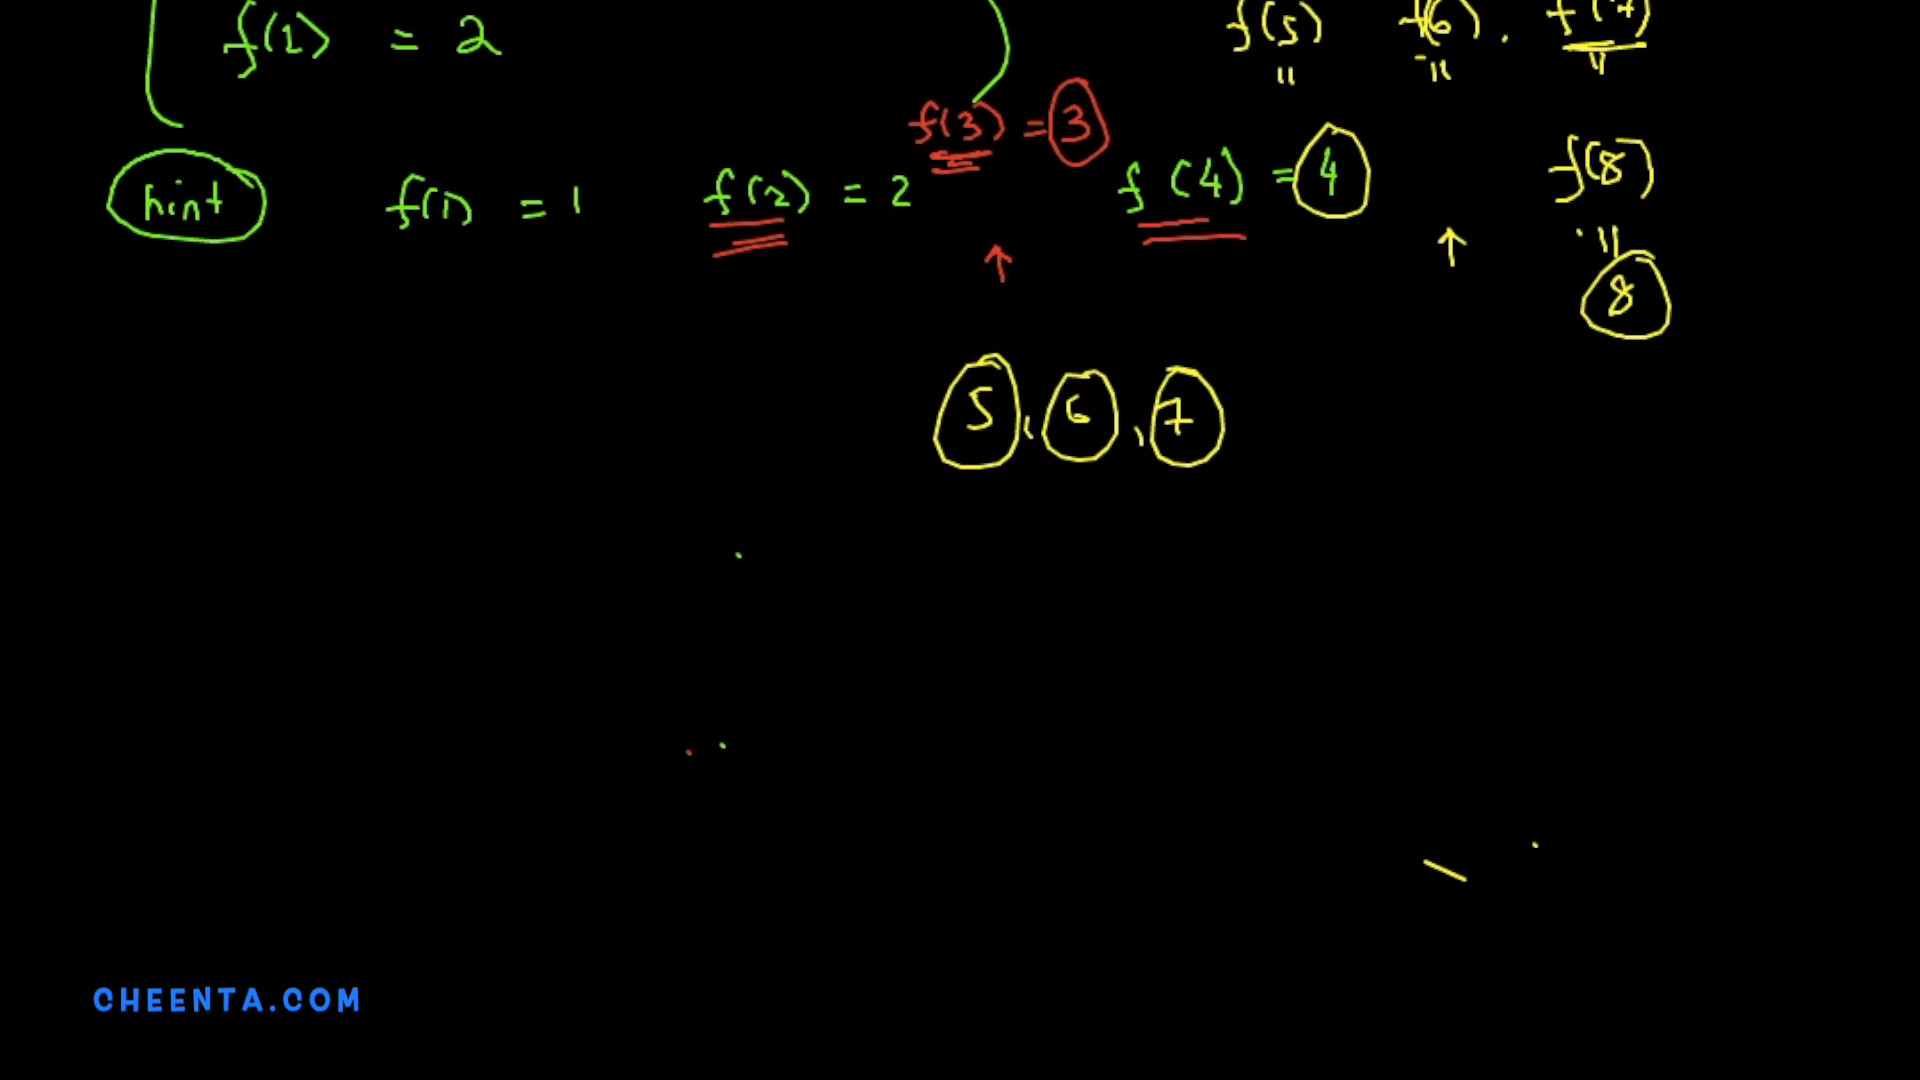 f(2) = 2
f(5) f(6). f(7)
॥ ॥ ॥
f(3) = 3
hint f(1) = 1 f(2) = 2 f(4) = 4 f(8)
॥
8
5, 6, 7
CHEENTA.COM